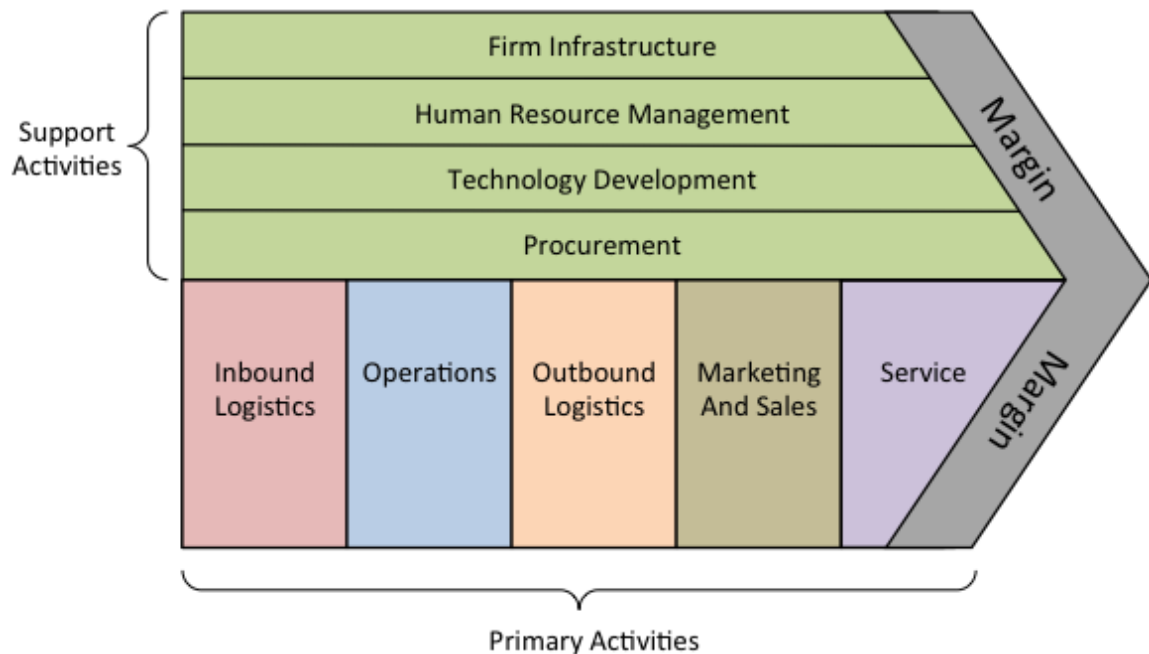 Firm Infrastructure
Human Resource Management
Technology Development
Procurement
Support
Activities
Margin
Inbound
Logistics
Operations
Outbound
Logistics
Marketing
And Sales
Service
Margin
Primary Activities